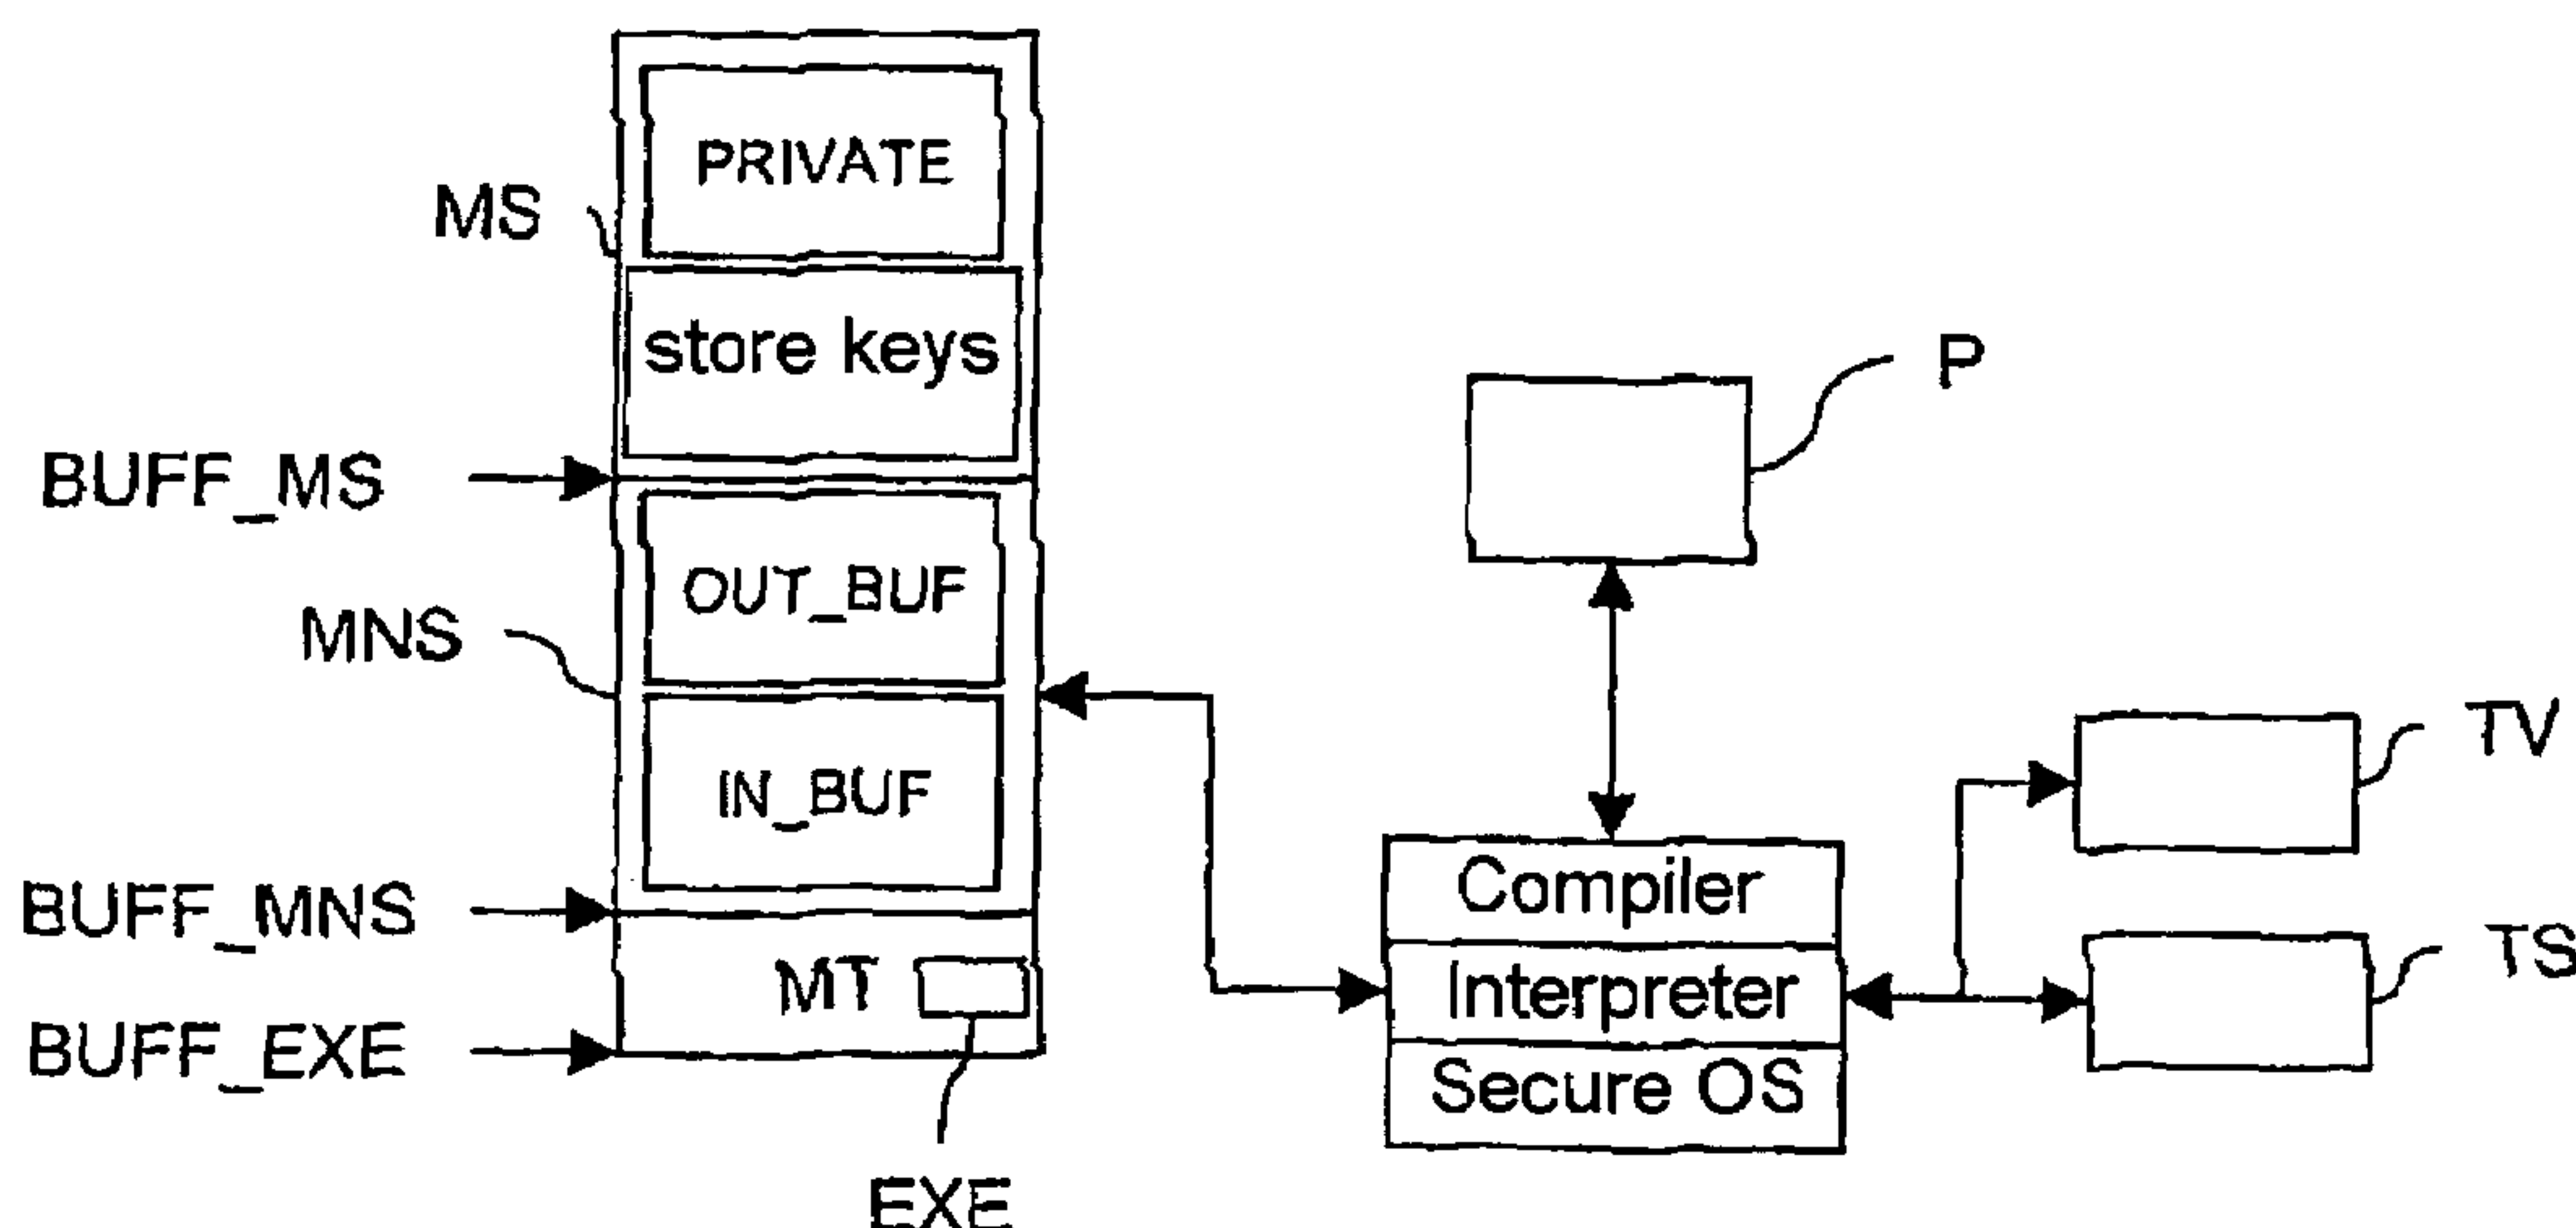 PRIVATE
MS
store keys
P
BUFF_MS
OUT_BUF
MNS
TV
IN_BUF
Compiler
BUFF_MNS
TS
MT
Interpreter
BUFF_EXE
Secure OS
EXE